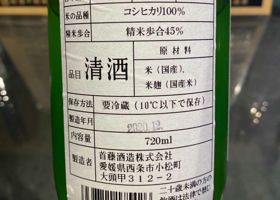 米の品種 コシヒカリ100%
精米歩合 精米歩合45%
品目 清酒
原材料
米（国産）、
米麹（国産米）
保存方法 要冷蔵（10℃以下で保存）
製造年月 2020.12
内容量 720ml
製造者 首藤酒造株式会社
愛媛県西条市小松町
大頭甲312-2
二十歳未満の方の
飲酒は法律で禁じ